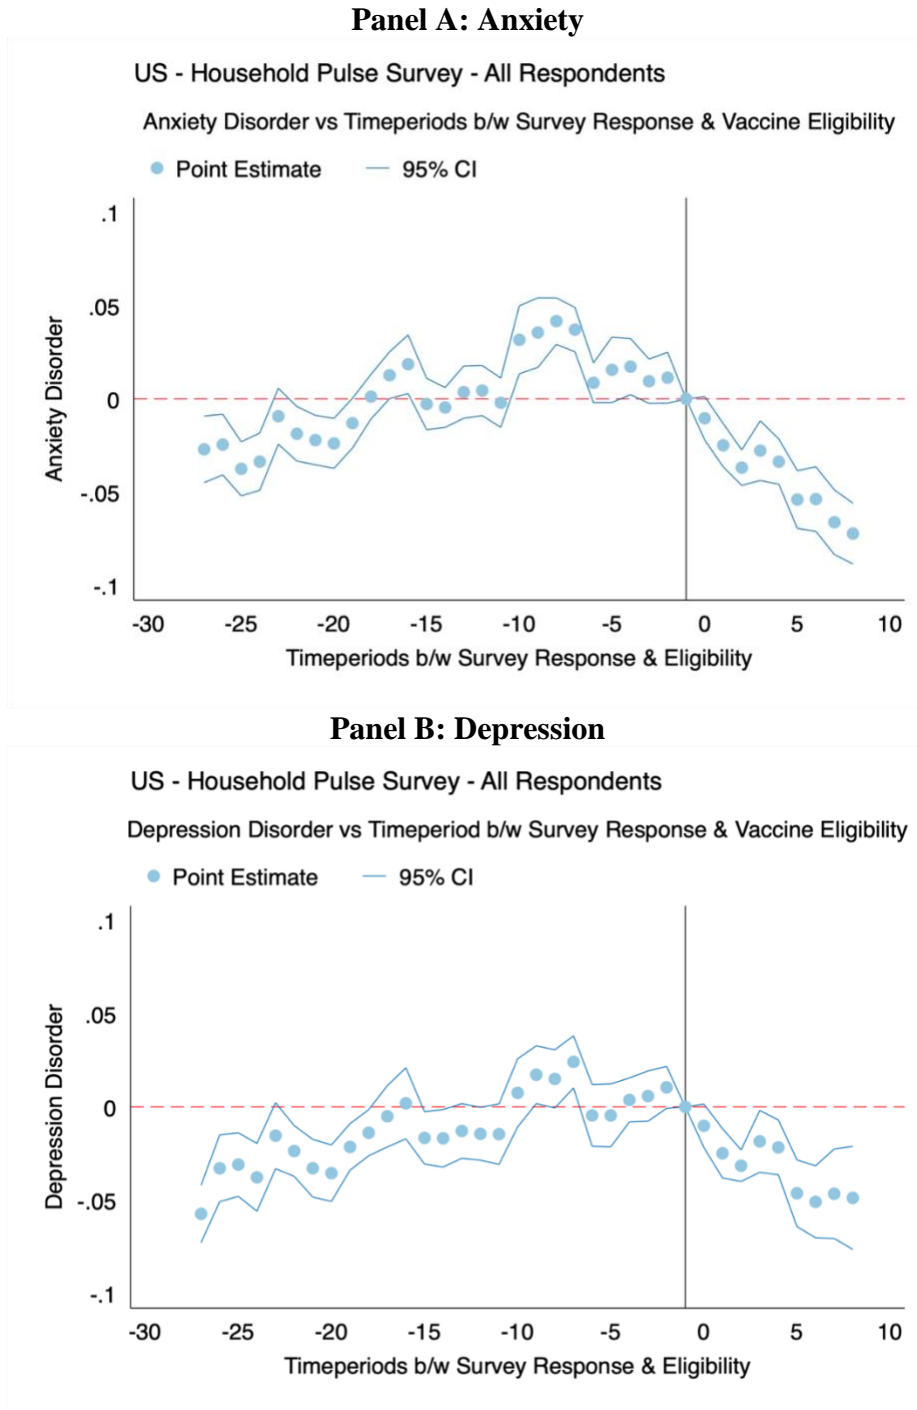 Panel A: Anxiety
US - Household Pulse Survey - All Respondents
Anxiety Disorder vs Timeperiods b/w Survey Response & Vaccine Eligibility
Point Estimate 95% CI
.1
.05
0
-.05
-.1
Anxiety Disorder
-30 -25 -20 -15 -10 -5 0 5 10
Timeperiods b/w Survey Response & Eligibility
Panel B: Depression
US - Household Pulse Survey - All Respondents
Depression Disorder vs Timeperiod b/w Survey Response & Vaccine Eligibility
Point Estimate 95% CI
.1
.05
0
-.05
-.1
Depression Disorder
-30 -25 -20 -15 -10 -5 0 5 10
Timeperiods b/w Survey Response & Eligibility